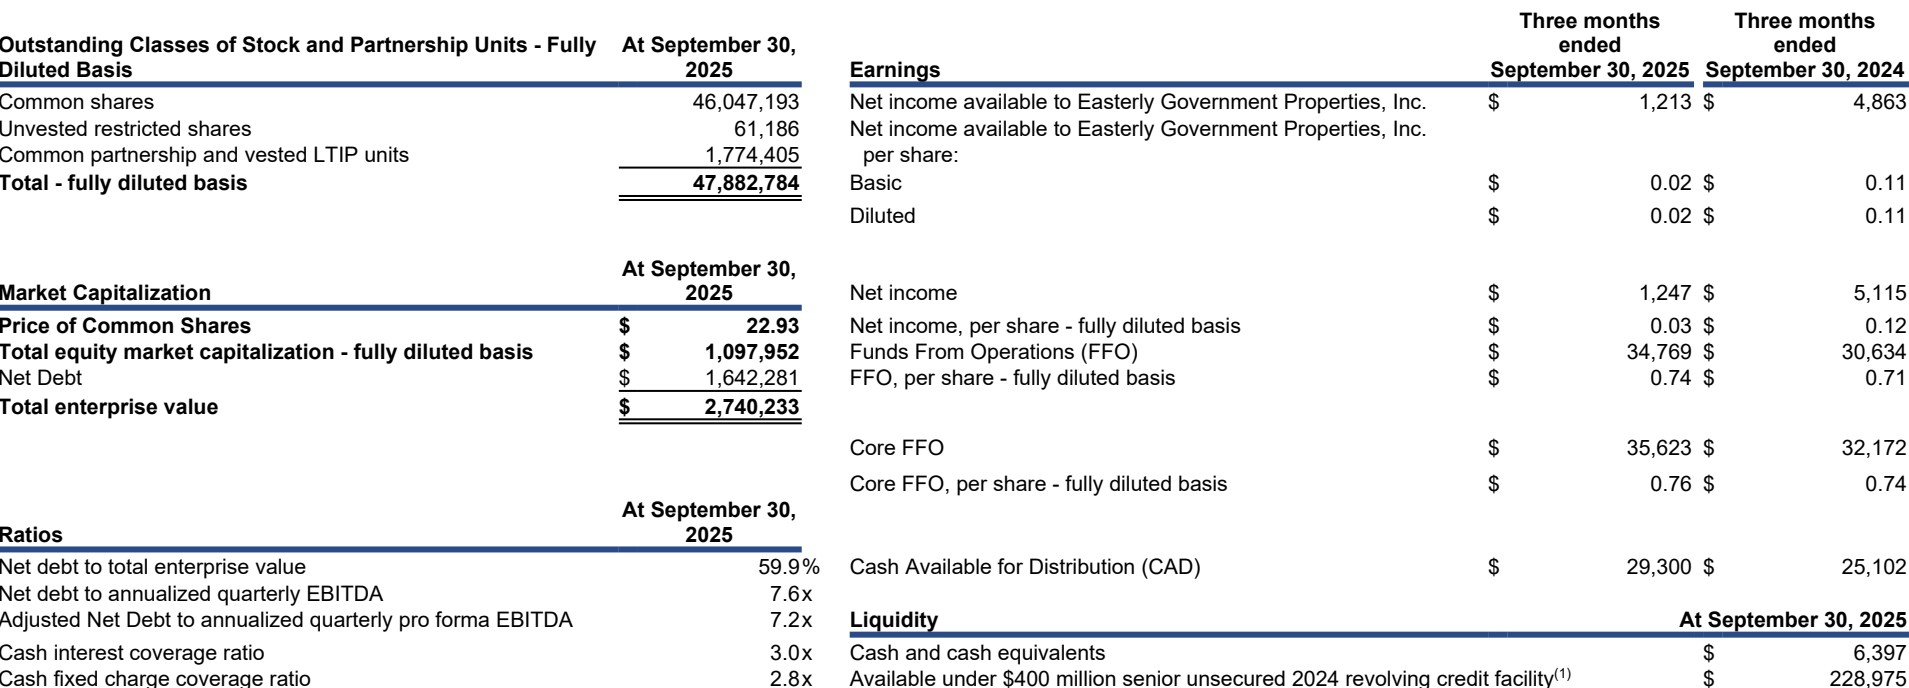 Outstanding Classes of Stock and Partnership Units - Fully
Diluted Basis
At September 30,
2025
Common shares 46,047,193
Unvested restricted shares 61,186
Common partnership and vested LTIP units 1,774,405
Total - fully diluted basis 47,882,784
Market Capitalization
At September 30,
2025
Price of Common Shares $ 22.93
Total equity market capitalization - fully diluted basis $ 1,097,952
Net Debt $ 1,642,281
Total enterprise value $ 2,740,233
Ratios
At September 30,
2025
Net debt to total enterprise value 59.9%
Net debt to annualized quarterly EBITDA 7.6x
Adjusted Net Debt to annualized quarterly pro forma EBITDA 7.2x
Cash interest coverage ratio 3.0x
Cash fixed charge coverage ratio 2.8x
Earnings
Three months
ended
September 30, 2025
Three months
ended
September 30, 2024
Net income available to Easterly Government Properties, Inc. $ 1,213 $ 4,863
Net income available to Easterly Government Properties, Inc.
per share:
Basic $ 0.02 $ 0.11
Diluted $ 0.02 $ 0.11
Net income $ 1,247 $ 5,115
Net income, per share - fully diluted basis $ 0.03 $ 0.12
Funds From Operations (FFO) $ 34,769 $ 30,634
FFO, per share - fully diluted basis $ 0.74 $ 0.71
Core FFO $ 35,623 $ 32,172
Core FFO, per share - fully diluted basis $ 0.76 $ 0.74
Cash Available for Distribution (CAD) $ 29,300 $ 25,102
Liquidity At September 30, 2025
Cash and cash equivalents $ 6,397
Available under $400 million senior unsecured 2024 revolving credit facility(1) $ 228,975